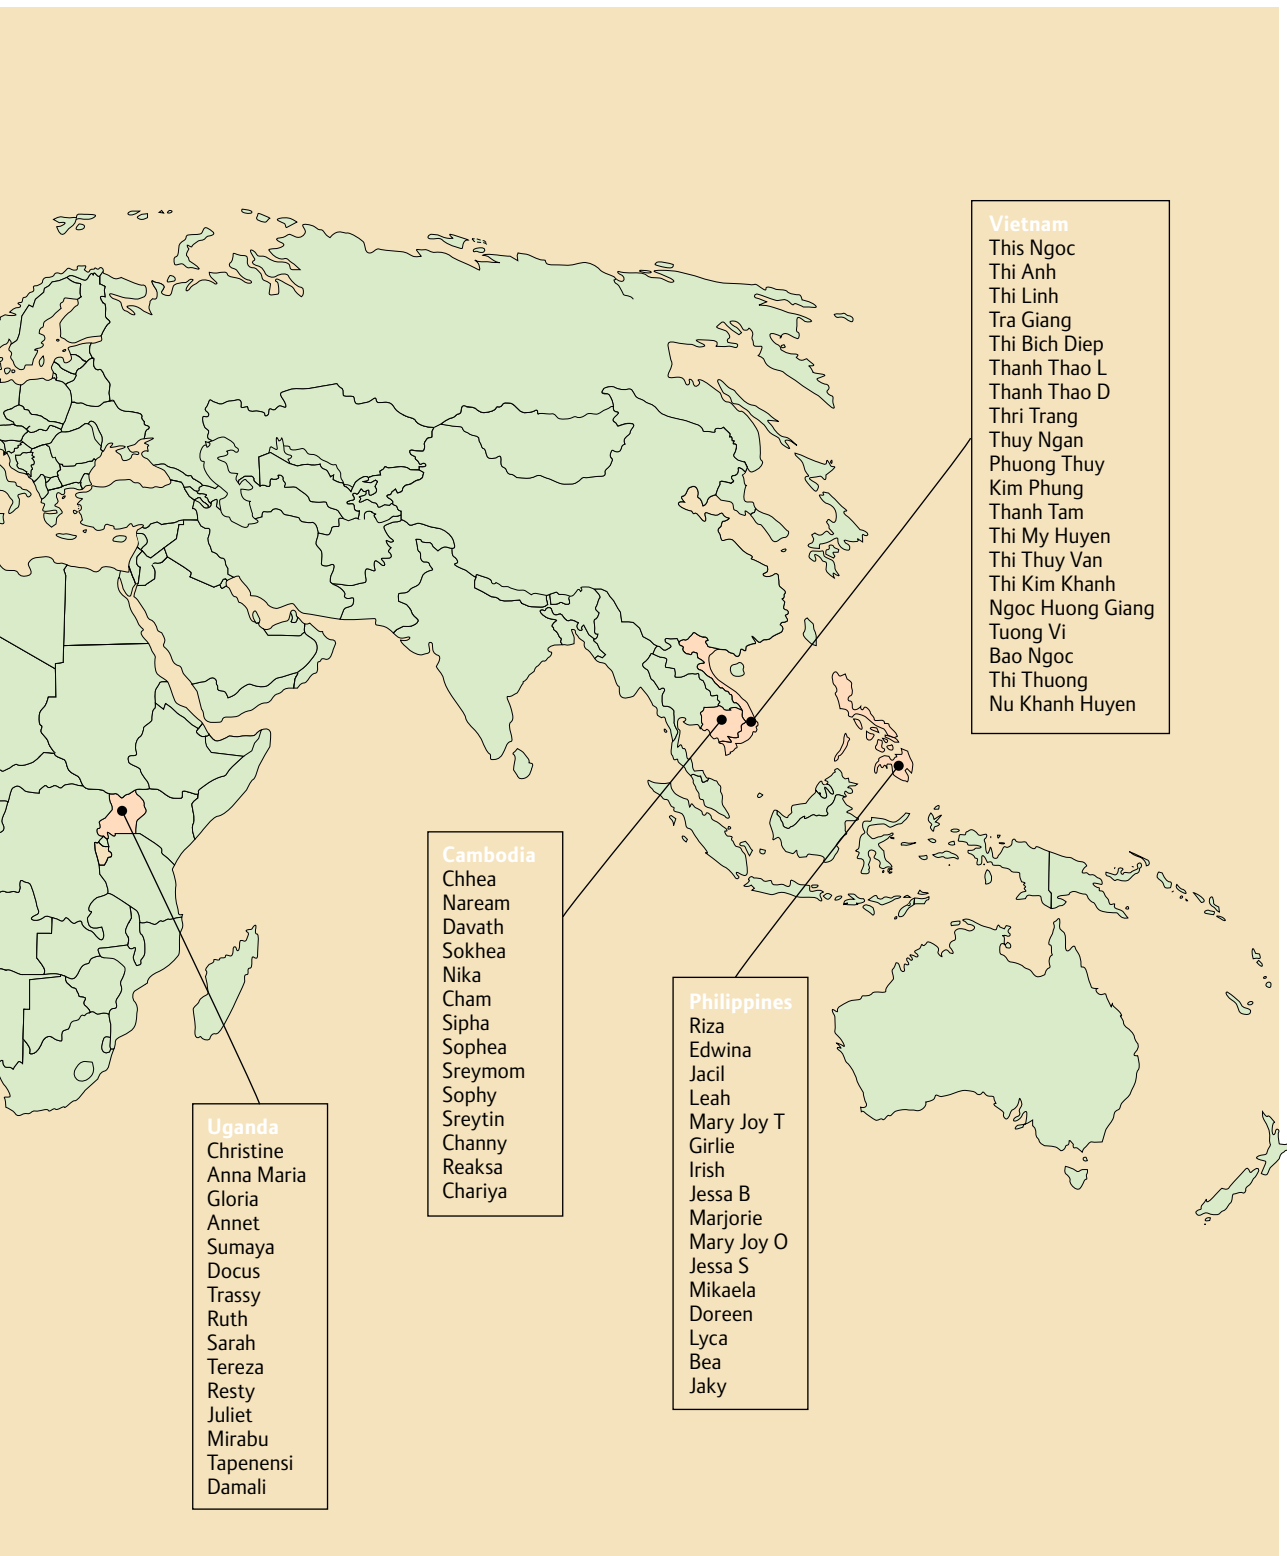 Vietnam
This Ngoc
Thi Anh
Thi Linh
Tra Giang
Thi Bich Diep
Thanh Thao L
Thanh Thao D
Thri Trang
Thuy Ngan
Phuong Thuy
Kim Phung
Thanh Tam
Thi My Huyen
Thi Thuy Van
Thi Kim Khanh
Ngoc Huong Giang
Tuong Vi
Bao Ngoc
Thi Thuong
Nu Khanh Huyen
Cambodia
Chhea
Naream
Davath
Sokhea
Nika
Cham
Sipha
Sophea
Sreymom
Sophy
Sreytin
Channy
Reaksa
Chariya
Philippines
Riza
Edwina
Jacil
Leah
Mary Joy T
Girlie
Irish
Jessa B
Marjorie
Mary Joy O
Jessa S
Mikaela
Doreen
Lyca
Bea
Jaky
Uganda
Christine
Anna Maria
Gloria
Annet
Sumaya
Docus
Trassy
Ruth
Sarah
Tereza
Resty
Juliet
Mirabu
Tapenensi
Damali